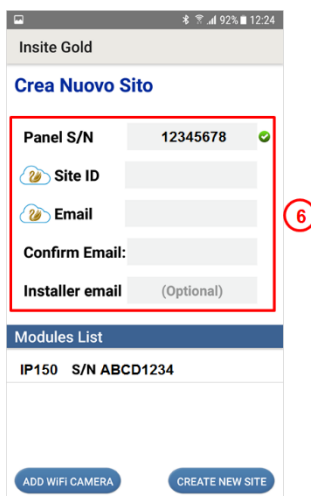 92% 12:24
Insite Gold
Crea Nuovo Sito
Panel S/N 12345678
Site ID
Email
Confirm Email:
Installer email (Optional)
6
Modules List
IP150 S/N ABCD1234
ADD WiFi CAMERA CREATE NEW SITE